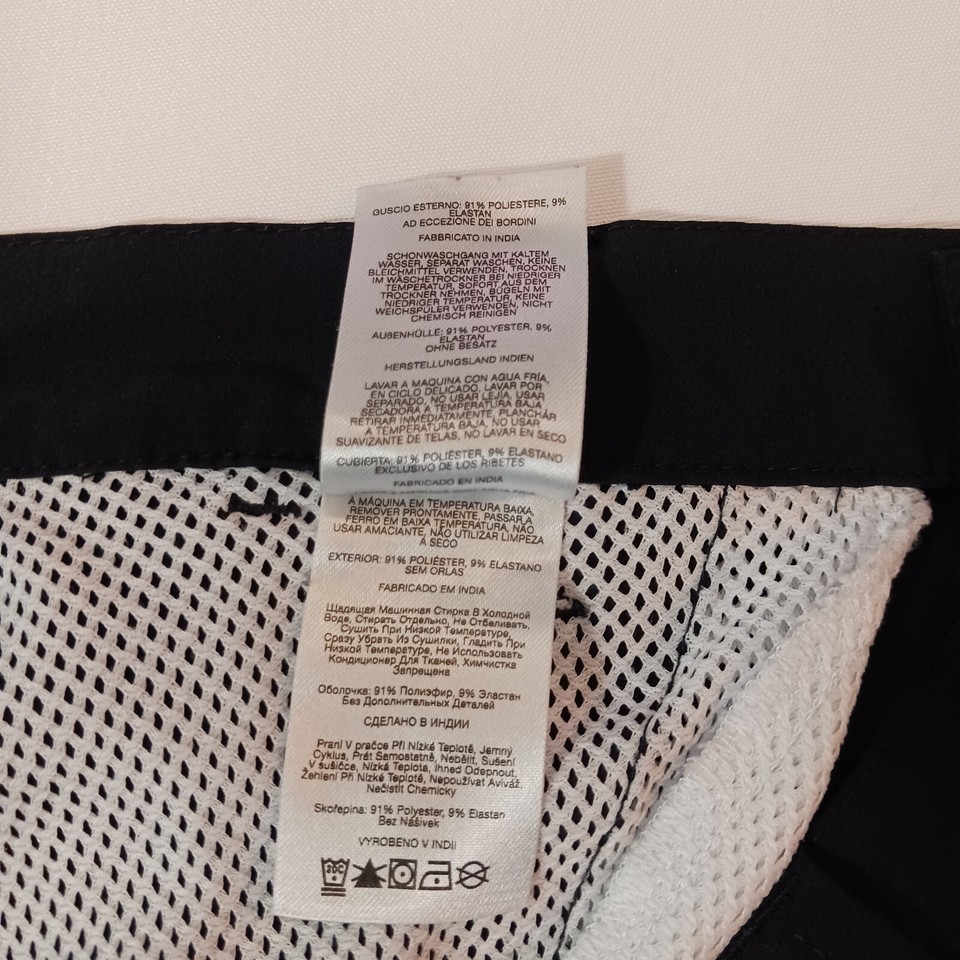 GUSCIO ESTERNO: 91% POLIESTERE, 9%
ELASTAN
AD ECCEZIONE DEI BORDINI
FABBRICATO IN INDIA
SCHONWASCHGANG MIT KALTEM
WASSER, SEPARAT WASCHEN, KEINE
BLEICHMITTEL VERWENDEN, TROCKNEN
IM WÄSCHETROCKNER BEI NIEDRIGER
TEMPERATUR, SOFORT AUS DEM
TROCKNER NEHMEN, BÜGELN MIT
NIEDRIGER TEMPERATUR, KEINE
WEICHSPÜLER VERWENDEN, NICHT
CHEMISCH REINIGEN
AUßENHÜLLE: 91% POLYESTER, 9%
ELASTAN
OHNE BESATZ
HERSTELLUNGSLAND INDIEN
LAVAR A MAQUINA CON AGUA FRÍA,
EN CICLO DELICADO, LAVAR POR
SEPARADO, NO USAR LEJÍA, USAR
SECADORA A TEMPERATURA BAJA,
RETIRAR INMEDIATAMENTE, PLANCHAR
A TEMPERATURA BAJA, NO USAR
SUAVIZANTE DE TELAS, NO LAVAR EN SECO
CUBIERTA: 91% POLIÉSTER, 9% ELASTANO
EXCLUSIVO DE LOS RIBETES
FABRICADO EN INDIA
À MÁQUINA EM TEMPERATURA BAIXA,
REMOVER PRONTAMENTE, PASSAR A
FERRO EM BAIXA TEMPERATURA, NÃO
USAR AMACIANTE, NÃO UTILIZAR LIMPEZA
A SECO
EXTERIOR: 91% POLIÉSTER, 9% ELASTANO
SEM ORLAS
FABRICADO EM INDIA
Щадящая Машинная Стирка В Холодной
Воде, Стирать Отдельно, Не Отбеливать,
Сушить При Низкой Температуре,
Сразу Убрать Из Сушилки, Гладить При
Низкой Температуре, Не Использовать
Кондиционер Для Тканей, Химчистка
Запрещена
Оболочка: 91% Полиэфир, 9% Эластан
Без Дополнительных Деталей
СДЕЛАНО В ИНДИИ
Praní V pračce Při Nízké Teplotě, Jemný
Cyklus, Prát Samostatně, Nebělit, Sušení
V sušičce, Nízká Teplota, Ihned Odepnout,
Žehlení Při Nízké Teplotě, Nepoužívat Aviváž,
Nečistit Chemicky
Skořepina: 91% Polyester, 9% Elastan
Bez Nášivek
VYROBENO V INDII
30C